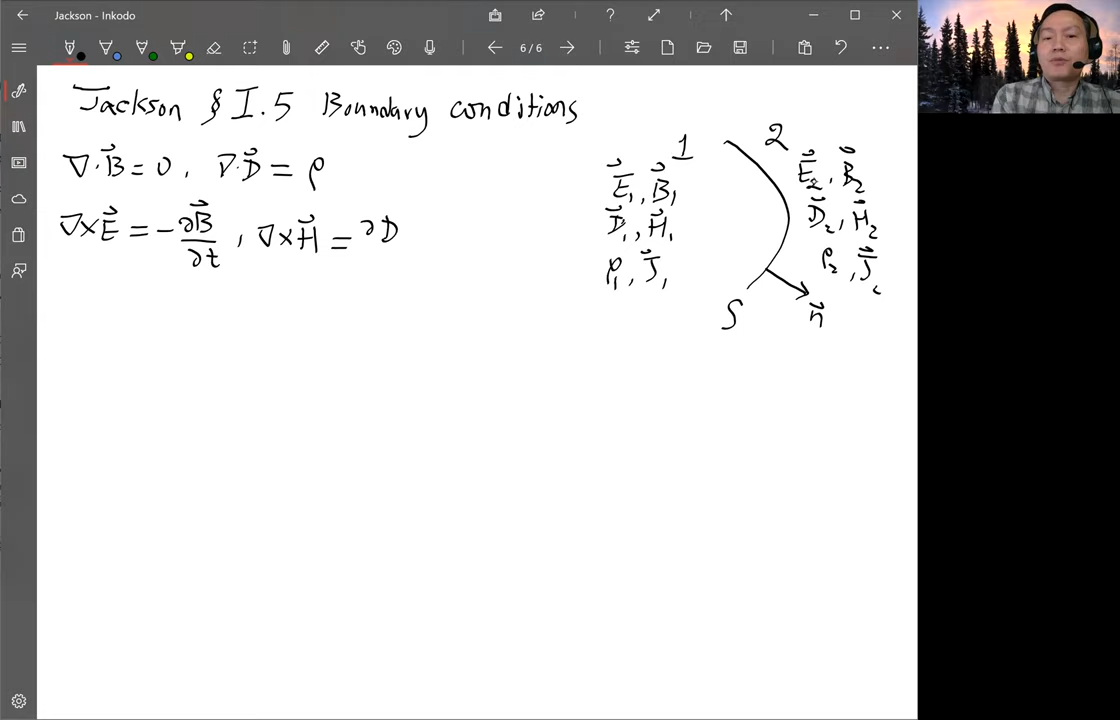 Jackson - Inkodo
6/6
Jackson § I.5 Boundary conditions
∇·B⃗ = 0, ∇·D⃗ = ρ
∇×E⃗ = -∂B⃗/∂t, ∇×H⃗ = ∂D
1
2
E⃗₁, B⃗₁
D⃗₁, H⃗₁
ρ₁, J⃗₁
E⃗₂, B⃗₂
D⃗₂, H⃗₂
ρ₂, J⃗₂
S
n⃗